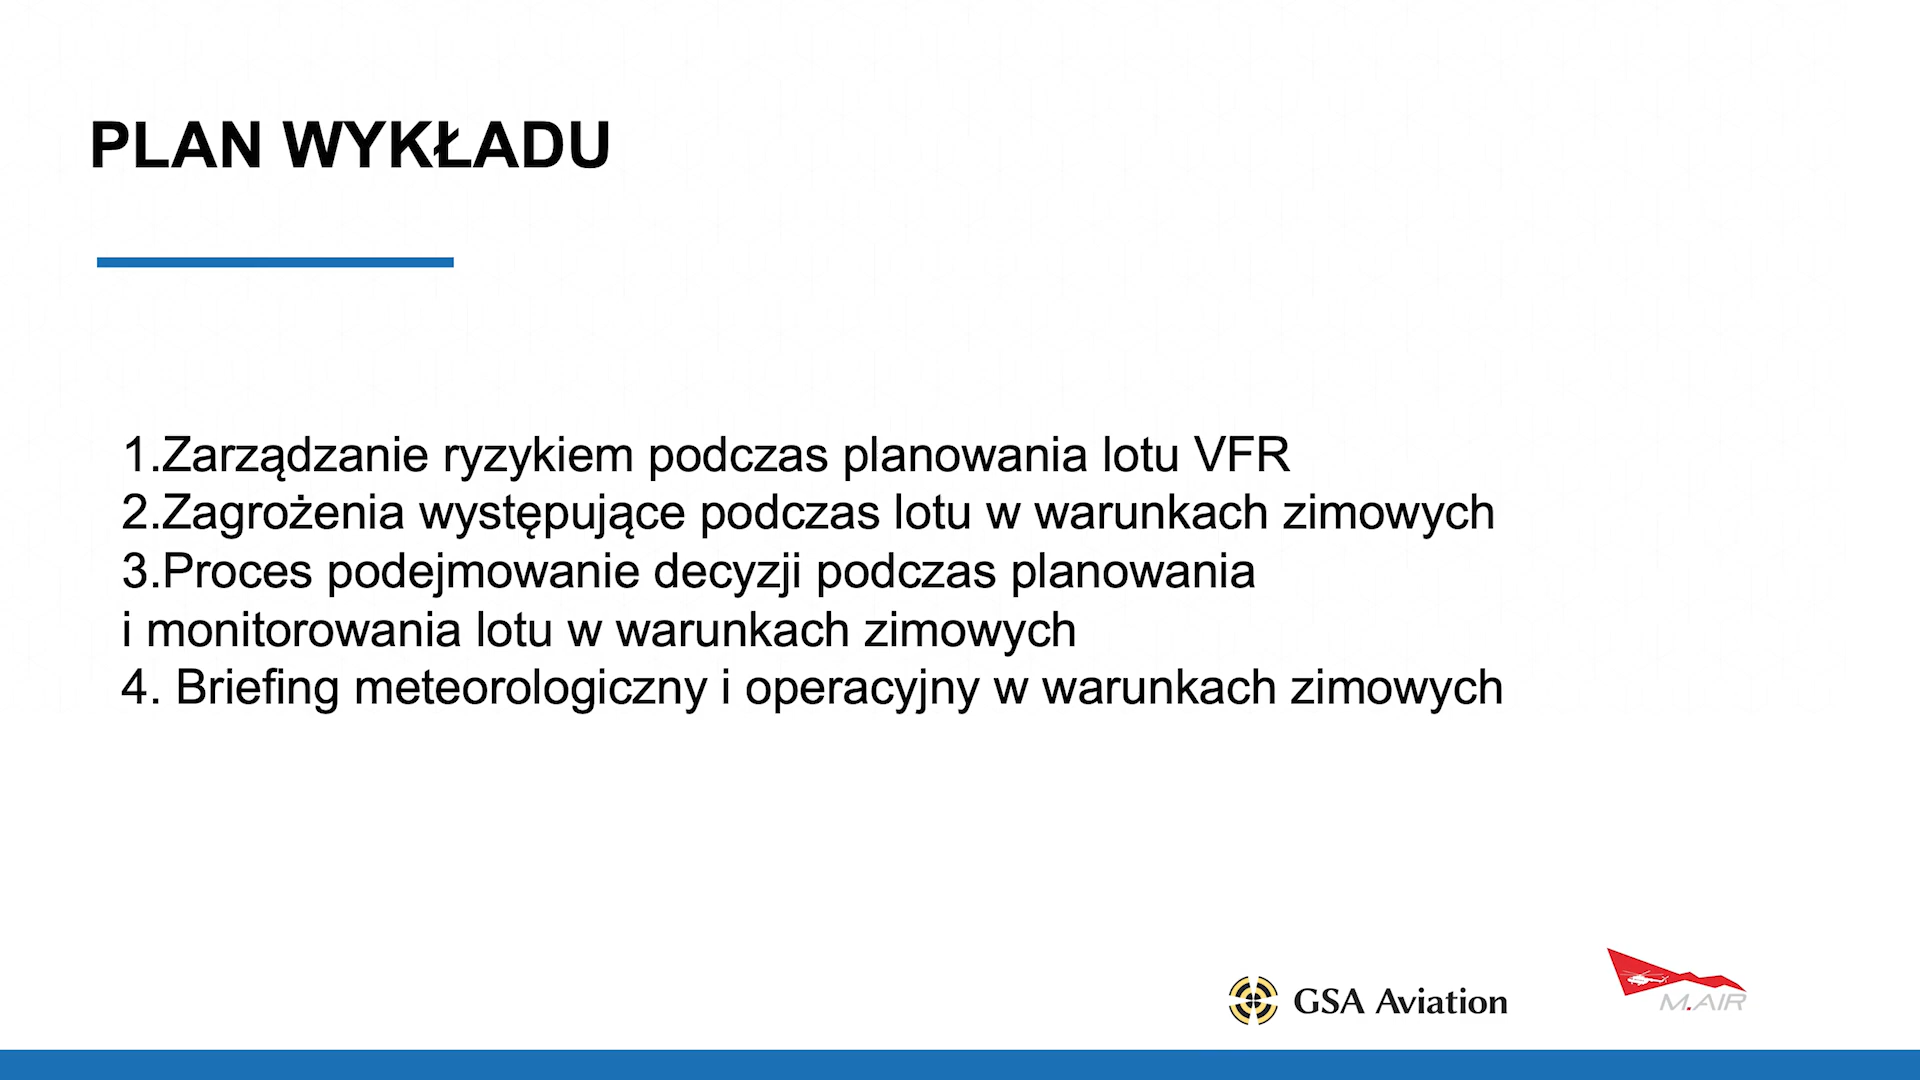 PLAN WYKŁADU
1.Zarządzanie ryzykiem podczas planowania lotu VFR
2.Zagrożenia występujące podczas lotu w warunkach zimowych
3.Proces podejmowanie decyzji podczas planowania
i monitorowania lotu w warunkach zimowych
4. Briefing meteorologiczny i operacyjny w warunkach zimowych
GSA Aviation
M.AIR